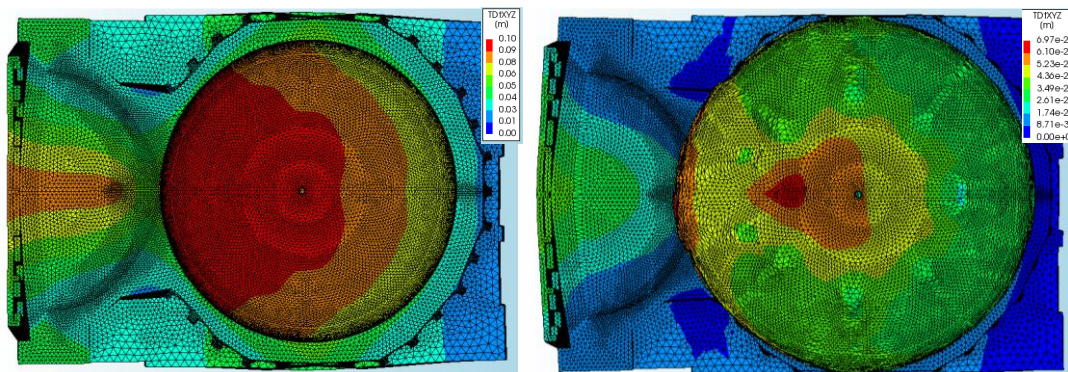 TDtXYZ
(m)
0.10
0.09
0.08
0.06
0.05
0.04
0.03
0.01
0.00
TDtXYZ
(m)
6.97e-2
6.10e-2
5.23e-2
4.36e-2
3.49e-2
2.61e-2
1.74e-2
8.71e-3
0.00e+0